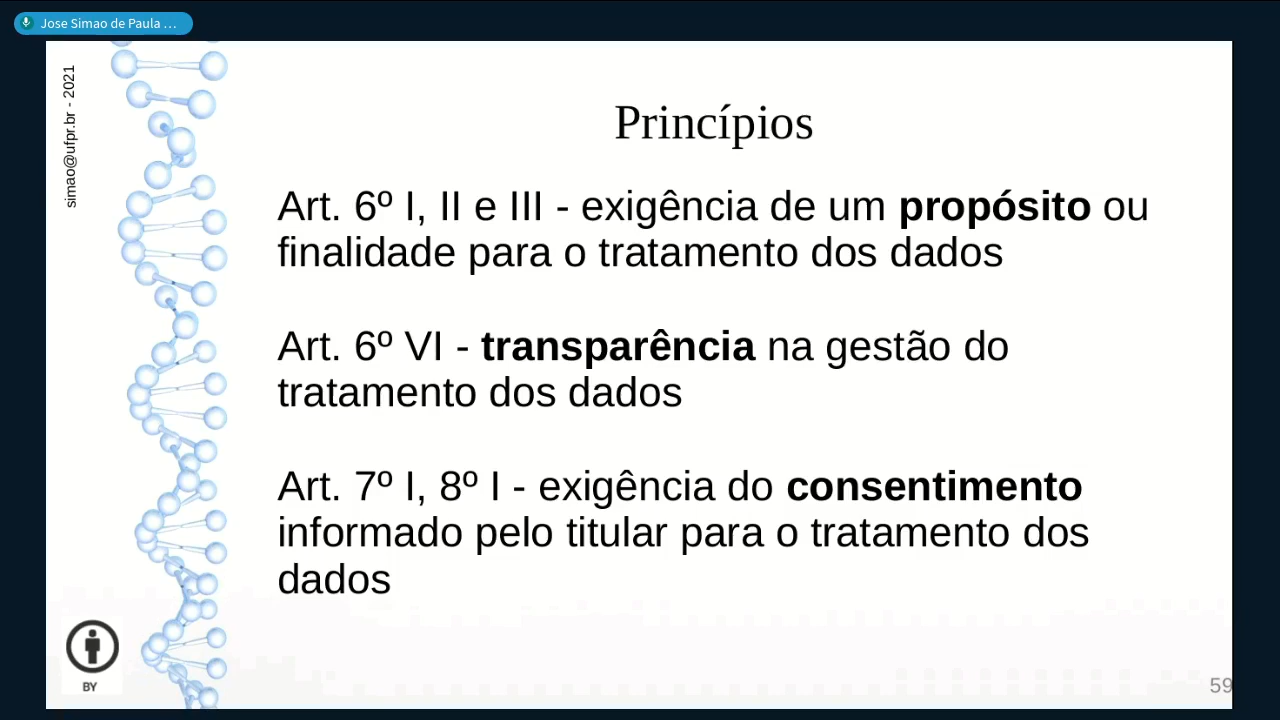 Jose Simao de Paula ...
simao@ufpr.br - 2021
Princípios
Art. 6º I, II e III - exigência de um propósito ou
finalidade para o tratamento dos dados
Art. 6º VI - transparência na gestão do
tratamento dos dados
Art. 7º I, 8º I - exigência do consentimento
informado pelo titular para o tratamento dos
dados
BY
59